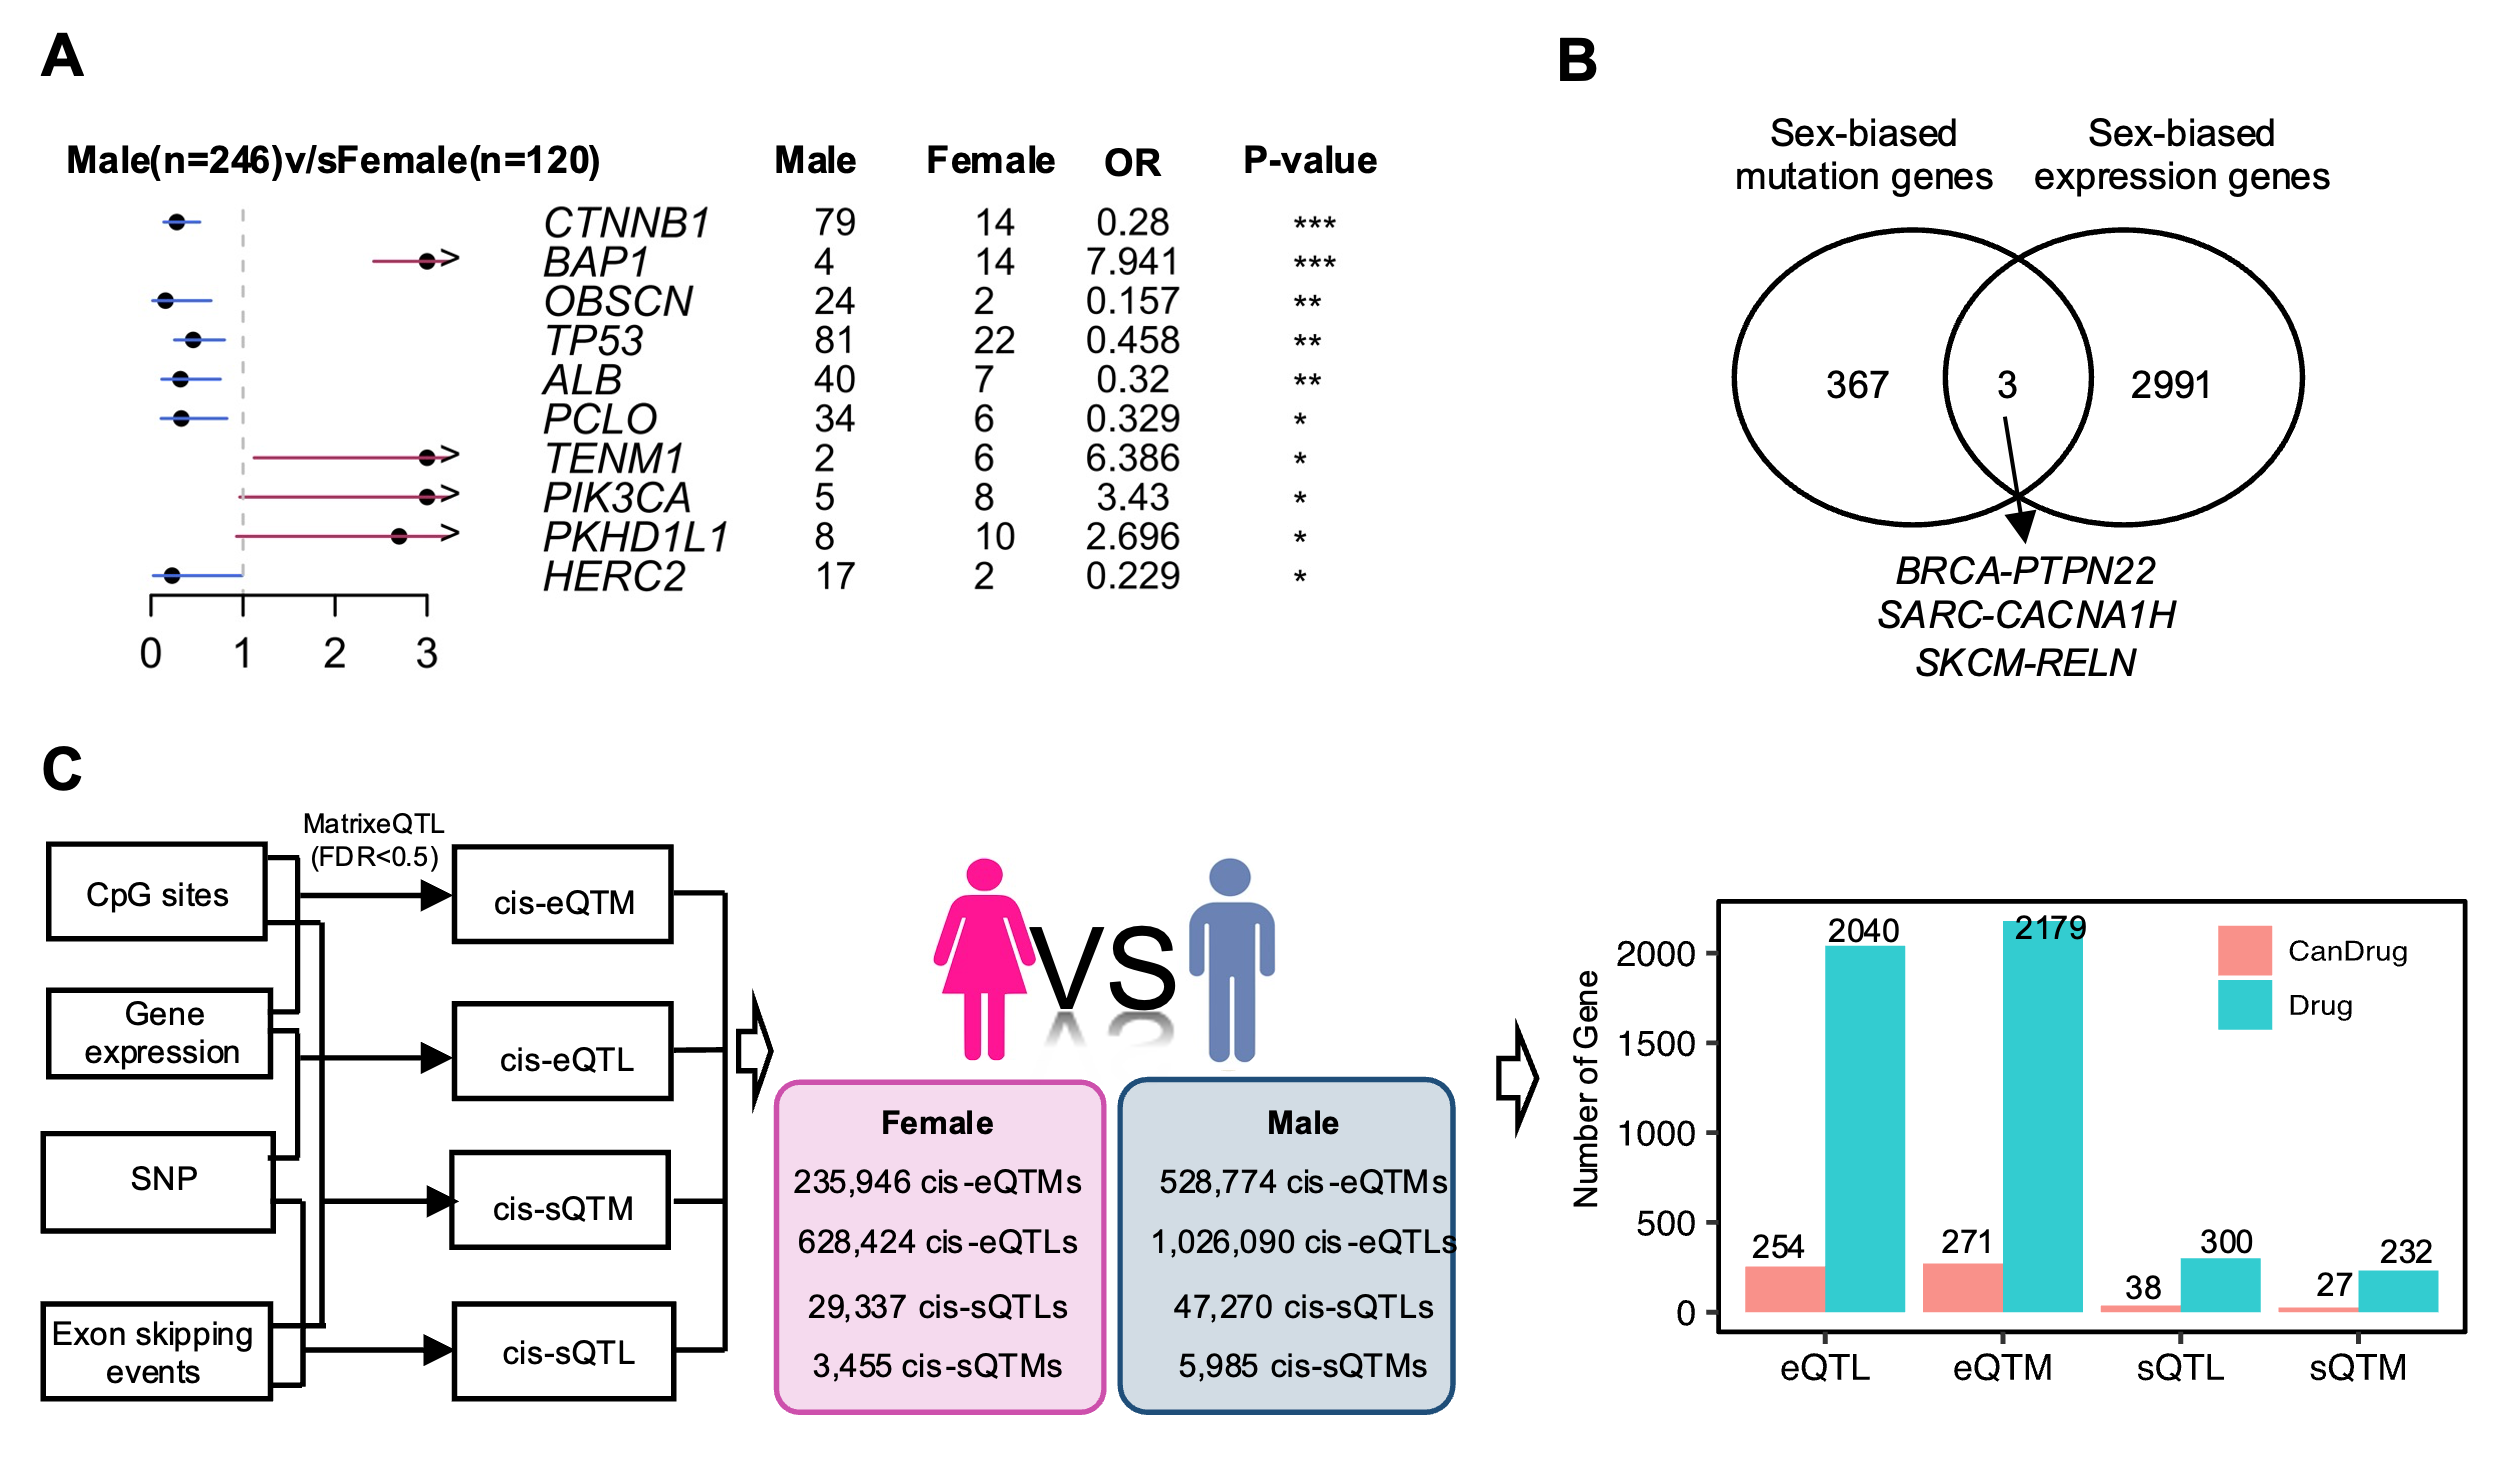 A
Male(n=246)v/sFemale(n=120) Male Female OR P-value
CTNNB1 79 14 0.28 ***
BAP1 4 14 7.941 ***
OBSCN 24 2 0.157 **
TP53 81 22 0.458 **
ALB 40 7 0.32 **
PCLO 34 6 0.329 *
TENM1 2 6 6.386 *
PIK3CA 5 8 3.43 *
PKHD1L1 8 10 2.696 *
HERC2 17 2 0.229 *
0 1 2 3
B
Sex-biased
mutation genes
Sex-biased
expression genes
367 3 2991
BRCA-PTPN22
SARC-CACNA1H
SKCM-RELN
C
MatrixeQTL
(FDR<0.5)
CpG sites
Gene
expression
SNP
Exon skipping
events
cis-eQTM
cis-eQTL
cis-sQTM
cis-sQTL
VS
Female
235,946 cis-eQTMs
628,424 cis-eQTLs
29,337 cis-sQTLs
3,455 cis-sQTMs
Male
528,774 cis-eQTMs
1,026,090 cis-eQTLs
47,270 cis-sQTLs
5,985 cis-sQTMs
Number of Gene
2000
1500
1000
500
0
254 2040 271 2179 38 300 27 232
CanDrug
Drug
eQTL eQTM sQTL sQTM